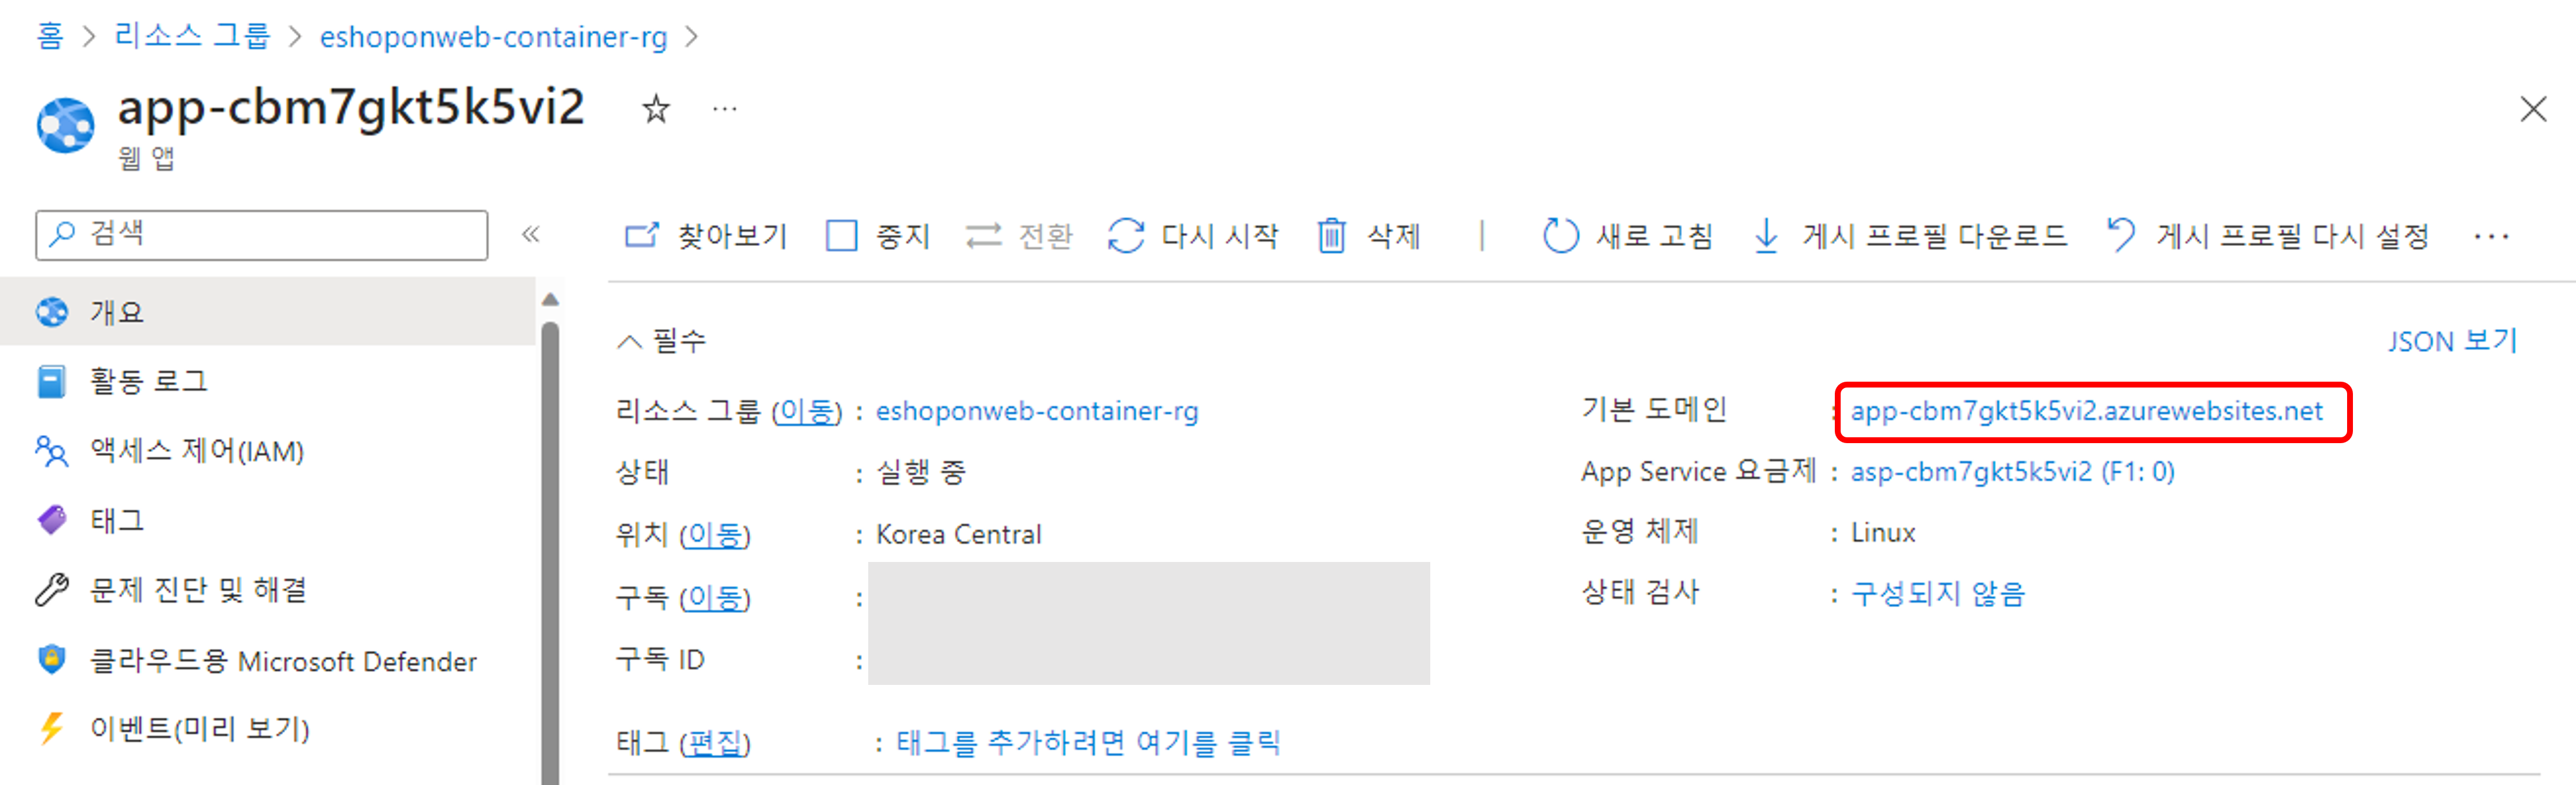 홈 > 리소스 그룹 > eshoponweb-container-rg >
app-cbm7gkt5k5vi2 ☆ ...
웹 앱
검색 «
찾아보기 중지 전환 다시 시작 삭제 | 새로 고침 게시 프로필 다운로드 게시 프로필 다시 설정 ...
개요
활동 로그
액세스 제어(IAM)
태그
문제 진단 및 해결
클라우드용 Microsoft Defender
이벤트(미리 보기)
필수
JSON 보기
리소스 그룹 (이동) : eshoponweb-container-rg
상태 : 실행 중
위치 (이동) : Korea Central
구독 (이동) :
구독 ID :
태그 (편집) : 태그를 추가하려면 여기를 클릭
기본 도메인 : app-cbm7gkt5k5vi2.azurewebsites.net
App Service 요금제 : asp-cbm7gkt5k5vi2 (F1: 0)
운영 체제 : Linux
상태 검사 : 구성되지 않음